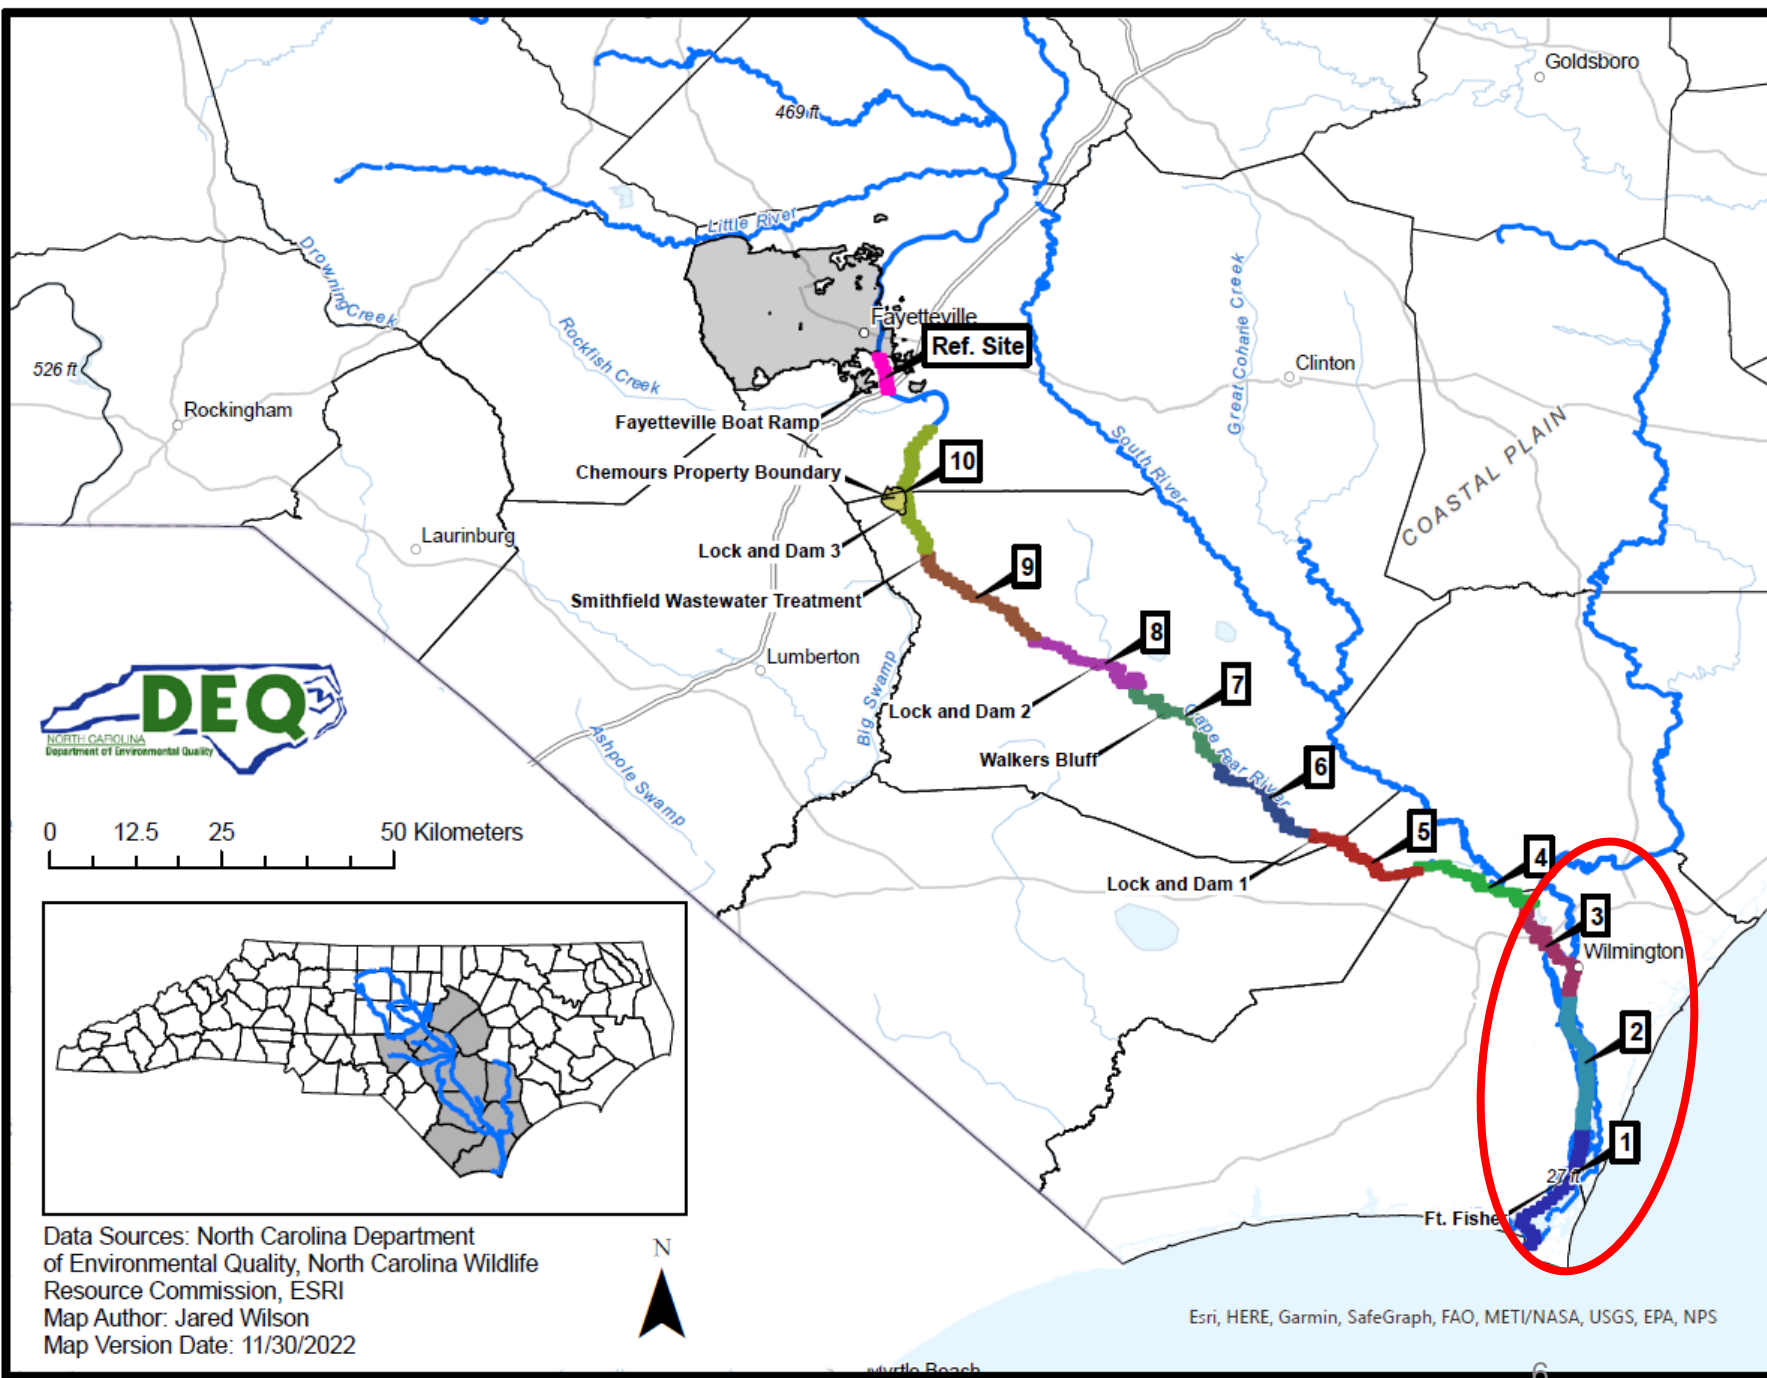 Goldsboro
469 ft
Little River
Drowning Creek
Great Coharie Creek
Fayetteville
Ref. Site
Rockfish Creek
526 ft
Clinton
Rockingham
Fayetteville Boat Ramp
COASTAL PLAIN
South River
10
Chemours Property Boundary
Laurinburg
Lock and Dam 3
9
Smithfield Wastewater Treatment
8
Lumberton
7
Big Swamp
Lock and Dam 2
DEQ
NORTH CAROLINA
Department of Environmental Quality
Cape Fear River
Walkers Bluff
Ashpole Swamp
6
0 12.5 25 50 Kilometers
5
4
Lock and Dam 1
3
Wilmington
2
1
27 ft
Ft. Fisher
Data Sources: North Carolina Department
of Environmental Quality, North Carolina Wildlife
Resource Commission, ESRI
Map Author: Jared Wilson
Map Version Date: 11/30/2022
N
Esri, HERE, Garmin, SafeGraph, FAO, METI/NASA, USGS, EPA, NPS
Myrtle Beach
6